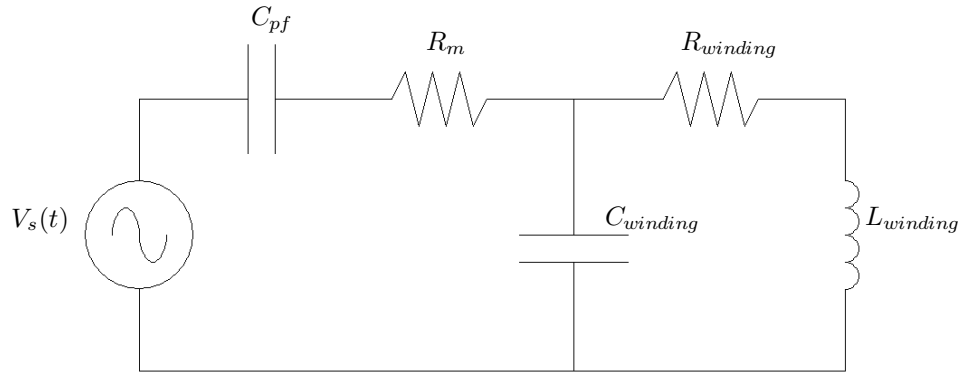 C_{pf}
R_m
R_{winding}
V_s(t)
C_{winding}
L_{winding}